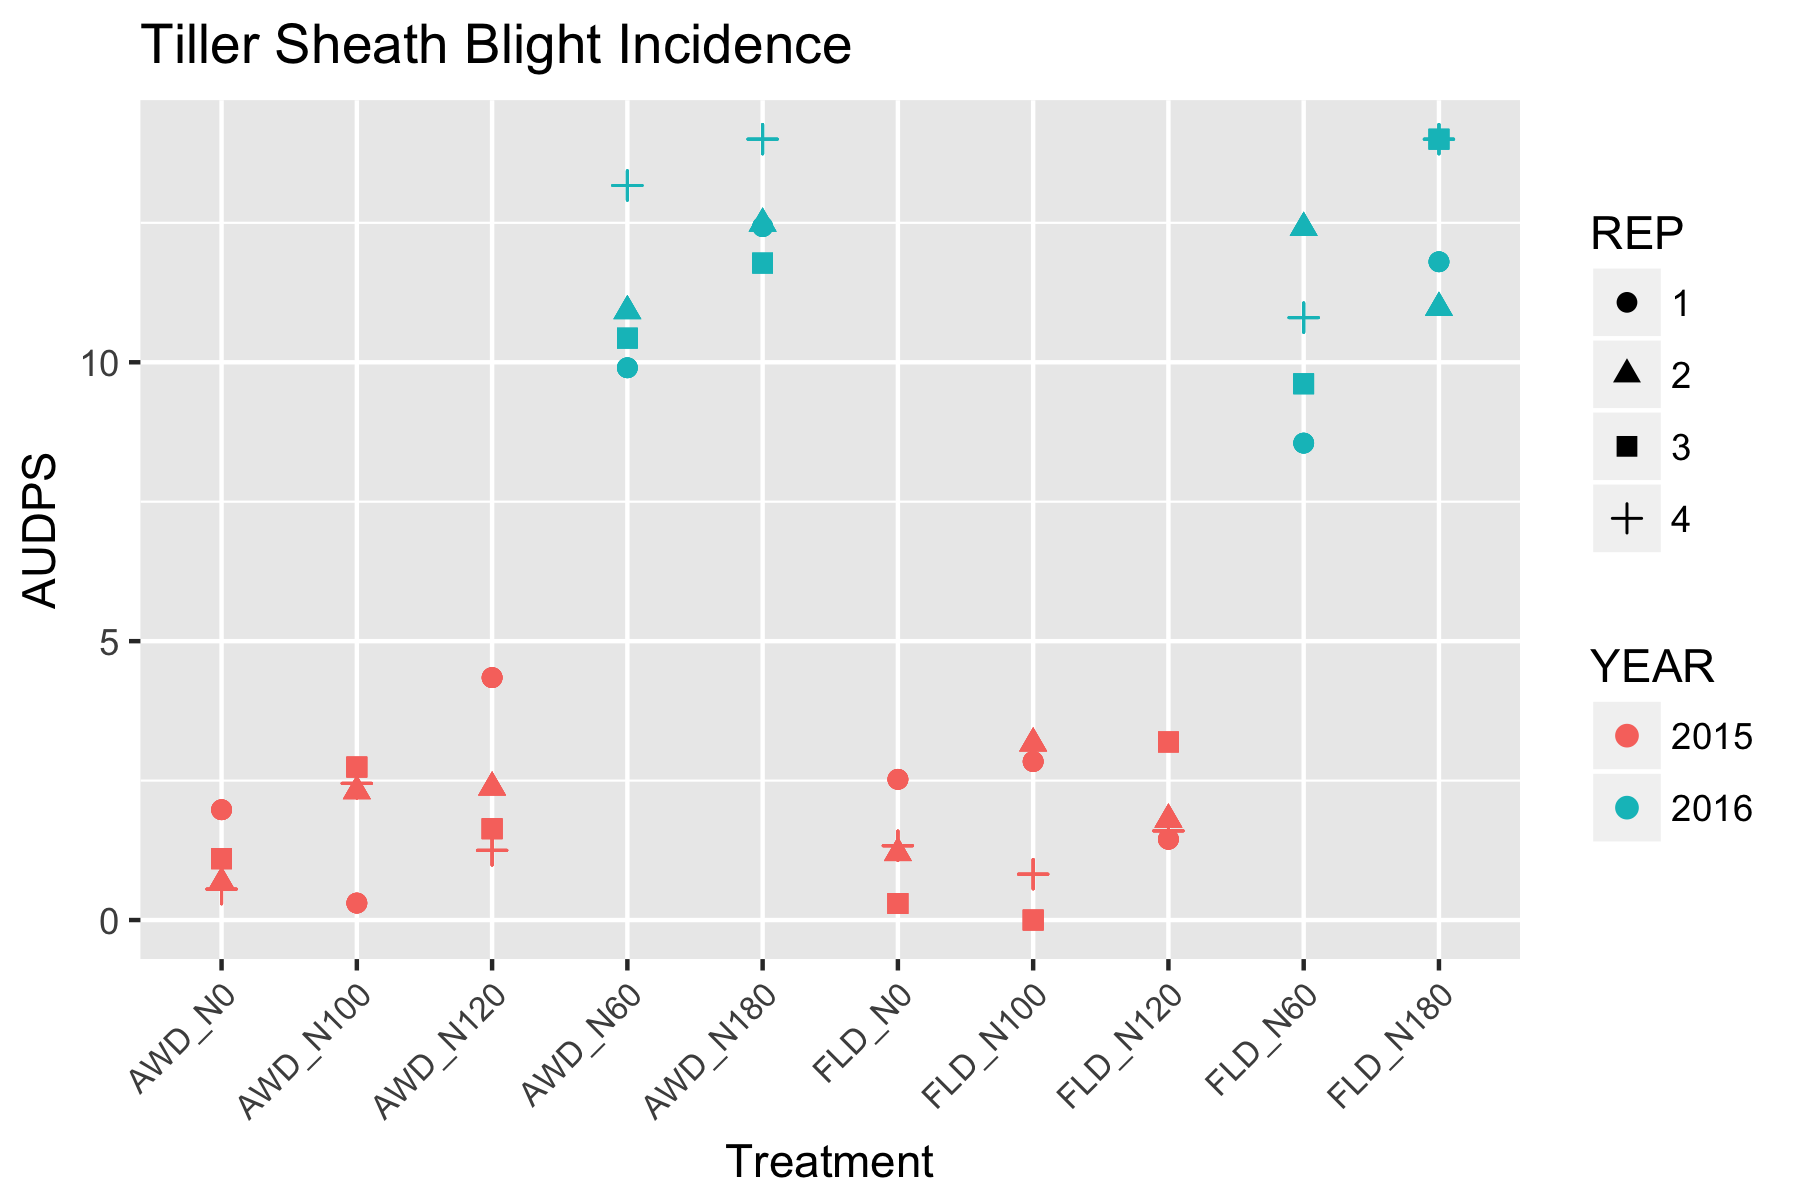 Tiller Sheath Blight Incidence
AUDPS
10
5
0
AWD_N0
AWD_N100
AWD_N120
AWD_N60
AWD_N180
FLD_N0
FLD_N100
FLD_N120
FLD_N60
FLD_N180
Treatment
REP
1
2
3
4
YEAR
2015
2016